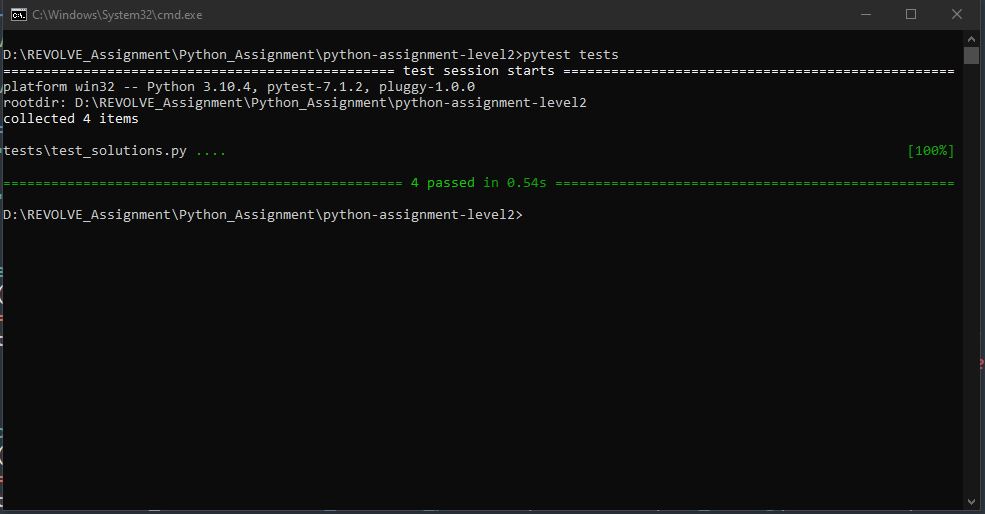 C:\Windows\System32\cmd.exe
D:\REVOLVE_Assignment\Python_Assignment\python-assignment-level2>pytest tests
================================================= test session starts =================================================
platform win32 -- Python 3.10.4, pytest-7.1.2, pluggy-1.0.0
rootdir: D:\REVOLVE_Assignment\Python_Assignment\python-assignment-level2
collected 4 items
tests\test_solutions.py .... [100%]
================================================== 4 passed in 0.54s ==================================================
D:\REVOLVE_Assignment\Python_Assignment\python-assignment-level2>